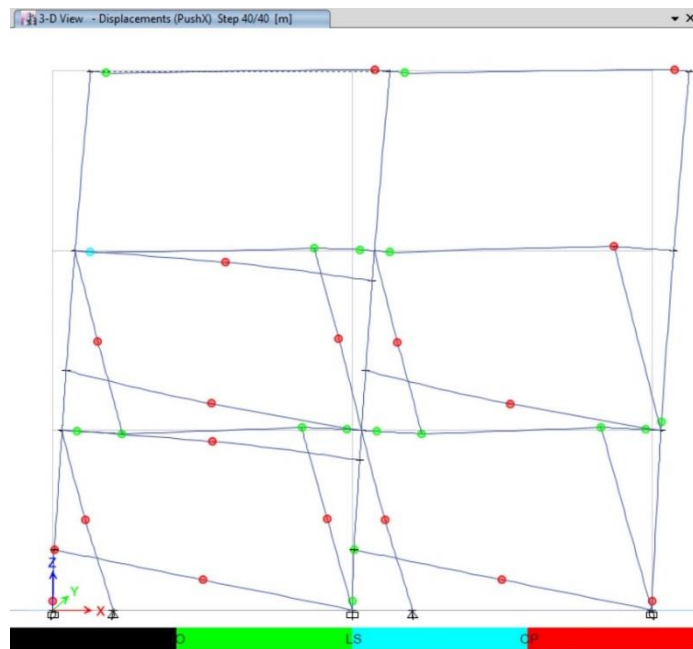 3-D View - Displacements (PushX) Step 40/40 [m]
Z
Y
X
IO LS CP